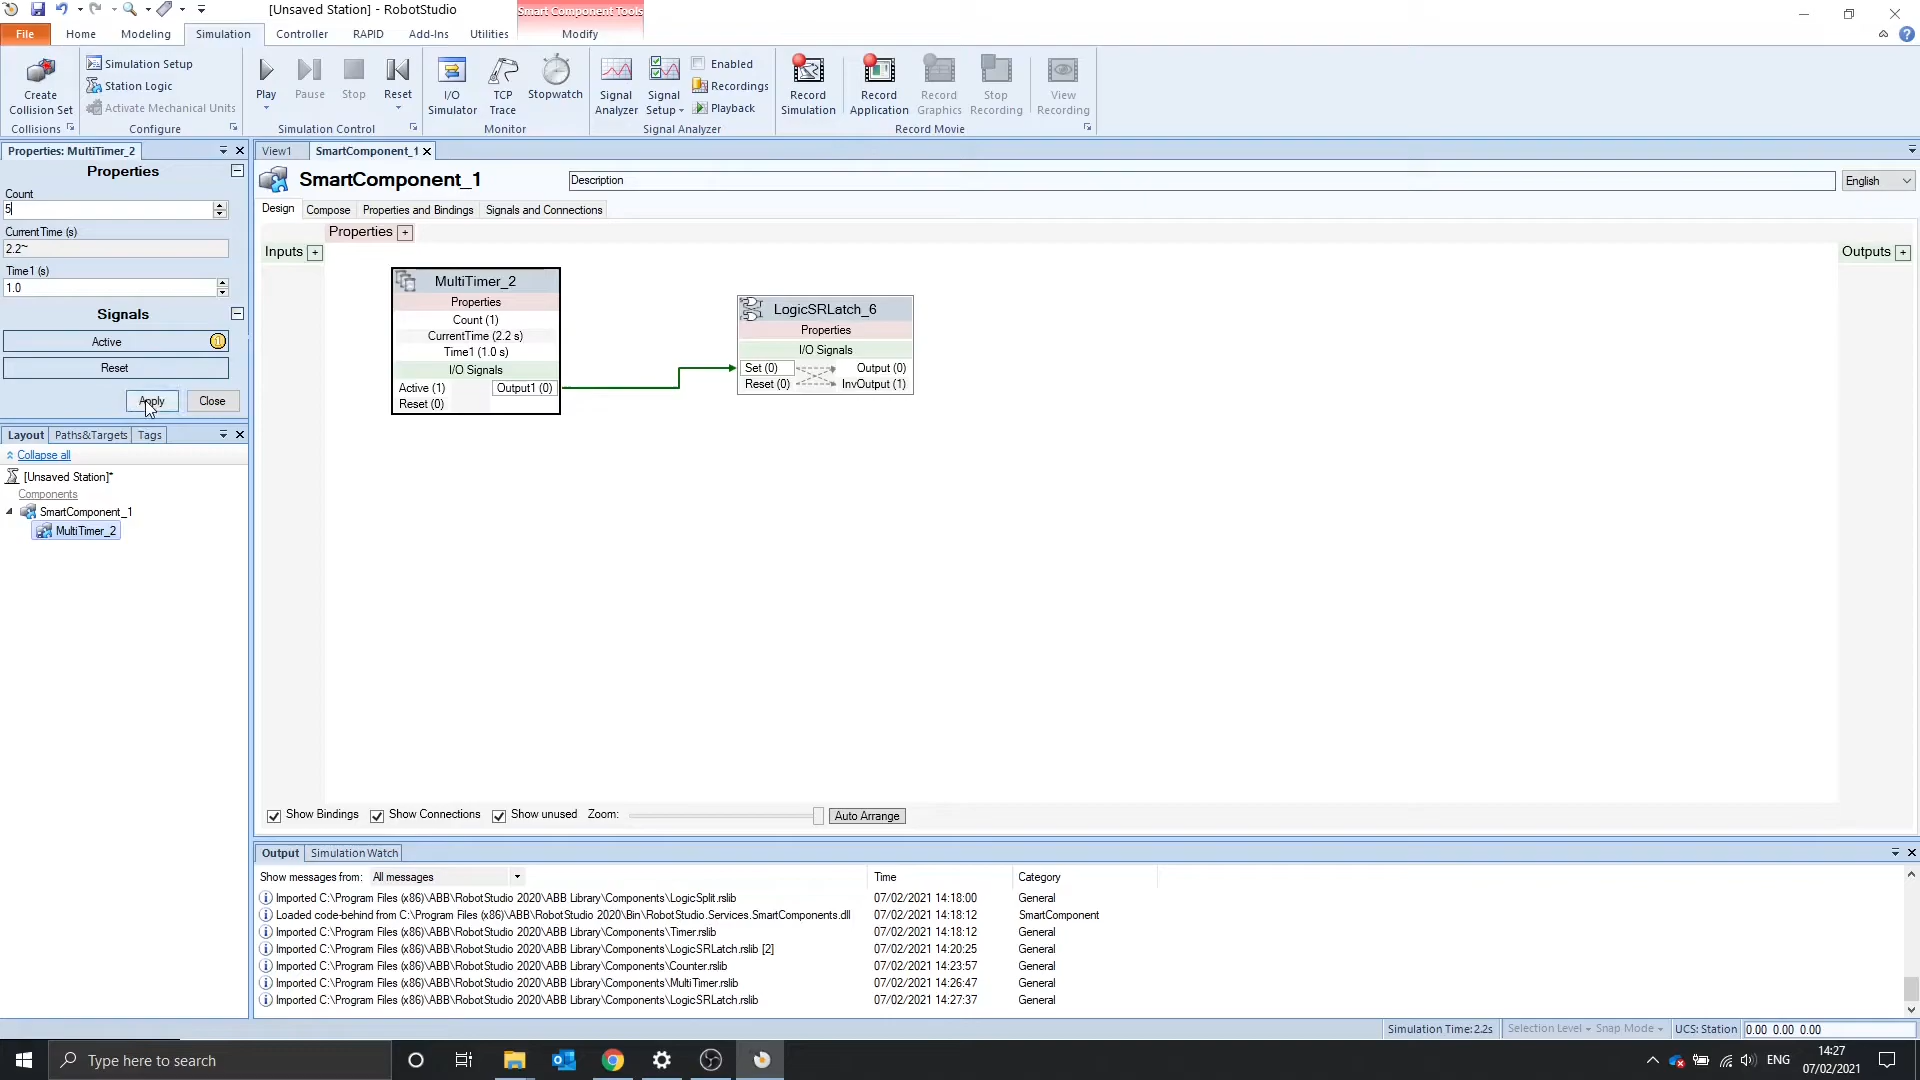 [Unsaved Station] - RobotStudio
Smart Component Tools
File
Home
Modeling
Simulation
Controller
RAPID
Add-Ins
Utilities
Modify
Create
Collision Set
Collisions
Simulation Setup
Station Logic
Activate Mechanical Units
Configure
Play
Pause
Stop
Reset
Simulation Control
I/O
Simulator
TCP
Trace
Stopwatch
Monitor
Signal
Analyzer
Signal
Setup
Enabled
Recordings
Playback
Signal Analyzer
Record
Simulation
Record
Application
Record
Graphics
Stop
Recording
View
Recording
Record Movie
Properties: MultiTimer_2
Properties
Count
5
CurrentTime (s)
2.2~
Time1 (s)
1.0
Signals
Active
1
Reset
Apply
Close
Layout
Paths&Targets
Tags
Collapse all
[Unsaved Station]*
Components
SmartComponent_1
MultiTimer_2
View1
SmartComponent_1
SmartComponent_1
Description
English
Design
Compose
Properties and Bindings
Signals and Connections
Properties +
Inputs +
Outputs +
MultiTimer_2
Properties
Count (1)
CurrentTime (2.2 s)
Time1 (1.0 s)
I/O Signals
Active (1)
Output1 (0)
Reset (0)
LogicSRLatch_6
Properties
I/O Signals
Set (0)
Output (0)
Reset (0)
InvOutput (1)
Show Bindings
Show Connections
Show unused
Zoom:
Auto Arrange
Output
Simulation Watch
Show messages from: All messages
Time
Category
Imported C:\Program Files (x86)\ABB\RobotStudio 2020\ABB Library\Components\LogicSplit.rslib 07/02/2021 14:18:00 General
Loaded code-behind from C:\Program Files (x86)\ABB\RobotStudio 2020\Bin\RobotStudio.Services.SmartComponents.dll 07/02/2021 14:18:12 SmartComponent
Imported C:\Program Files (x86)\ABB\RobotStudio 2020\ABB Library\Components\Timer.rslib 07/02/2021 14:18:12 General
Imported C:\Program Files (x86)\ABB\RobotStudio 2020\ABB Library\Components\LogicSRLatch.rslib [2] 07/02/2021 14:20:25 General
Imported C:\Program Files (x86)\ABB\RobotStudio 2020\ABB Library\Components\Counter.rslib 07/02/2021 14:23:57 General
Imported C:\Program Files (x86)\ABB\RobotStudio 2020\ABB Library\Components\MultiTimer.rslib 07/02/2021 14:26:47 General
Imported C:\Program Files (x86)\ABB\RobotStudio 2020\ABB Library\Components\LogicSRLatch.rslib 07/02/2021 14:27:37 General
Simulation Time: 2.2s
Selection Level
Snap Mode
UCS: Station
0.00 0.00 0.00
Type here to search
ENG
14:27
07/02/2021